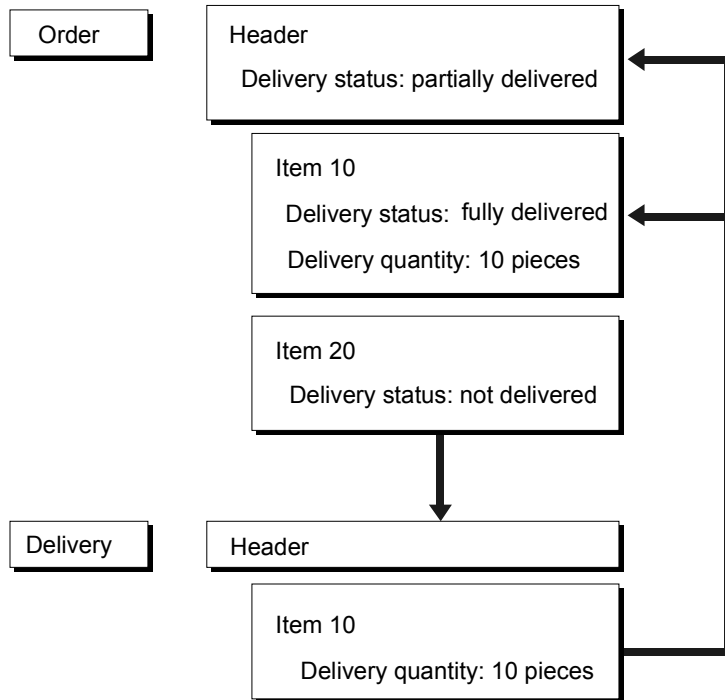 Order
Header
Delivery status: partially delivered
Item 10
Delivery status: fully delivered
Delivery quantity: 10 pieces
Item 20
Delivery status: not delivered
Delivery
Header
Item 10
Delivery quantity: 10 pieces